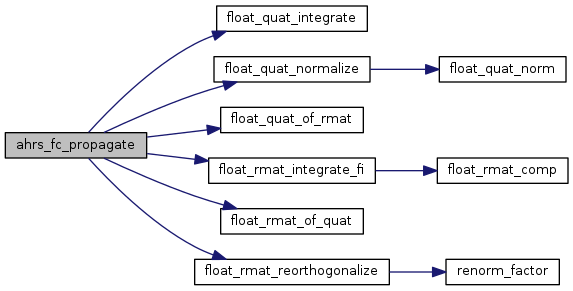 float_quat_integrate
float_quat_normalize
float_quat_norm
float_quat_of_rmat
ahrs_fc_propagate
float_rmat_integrate_fi
float_rmat_comp
float_rmat_of_quat
float_rmat_reorthogonalize
renorm_factor